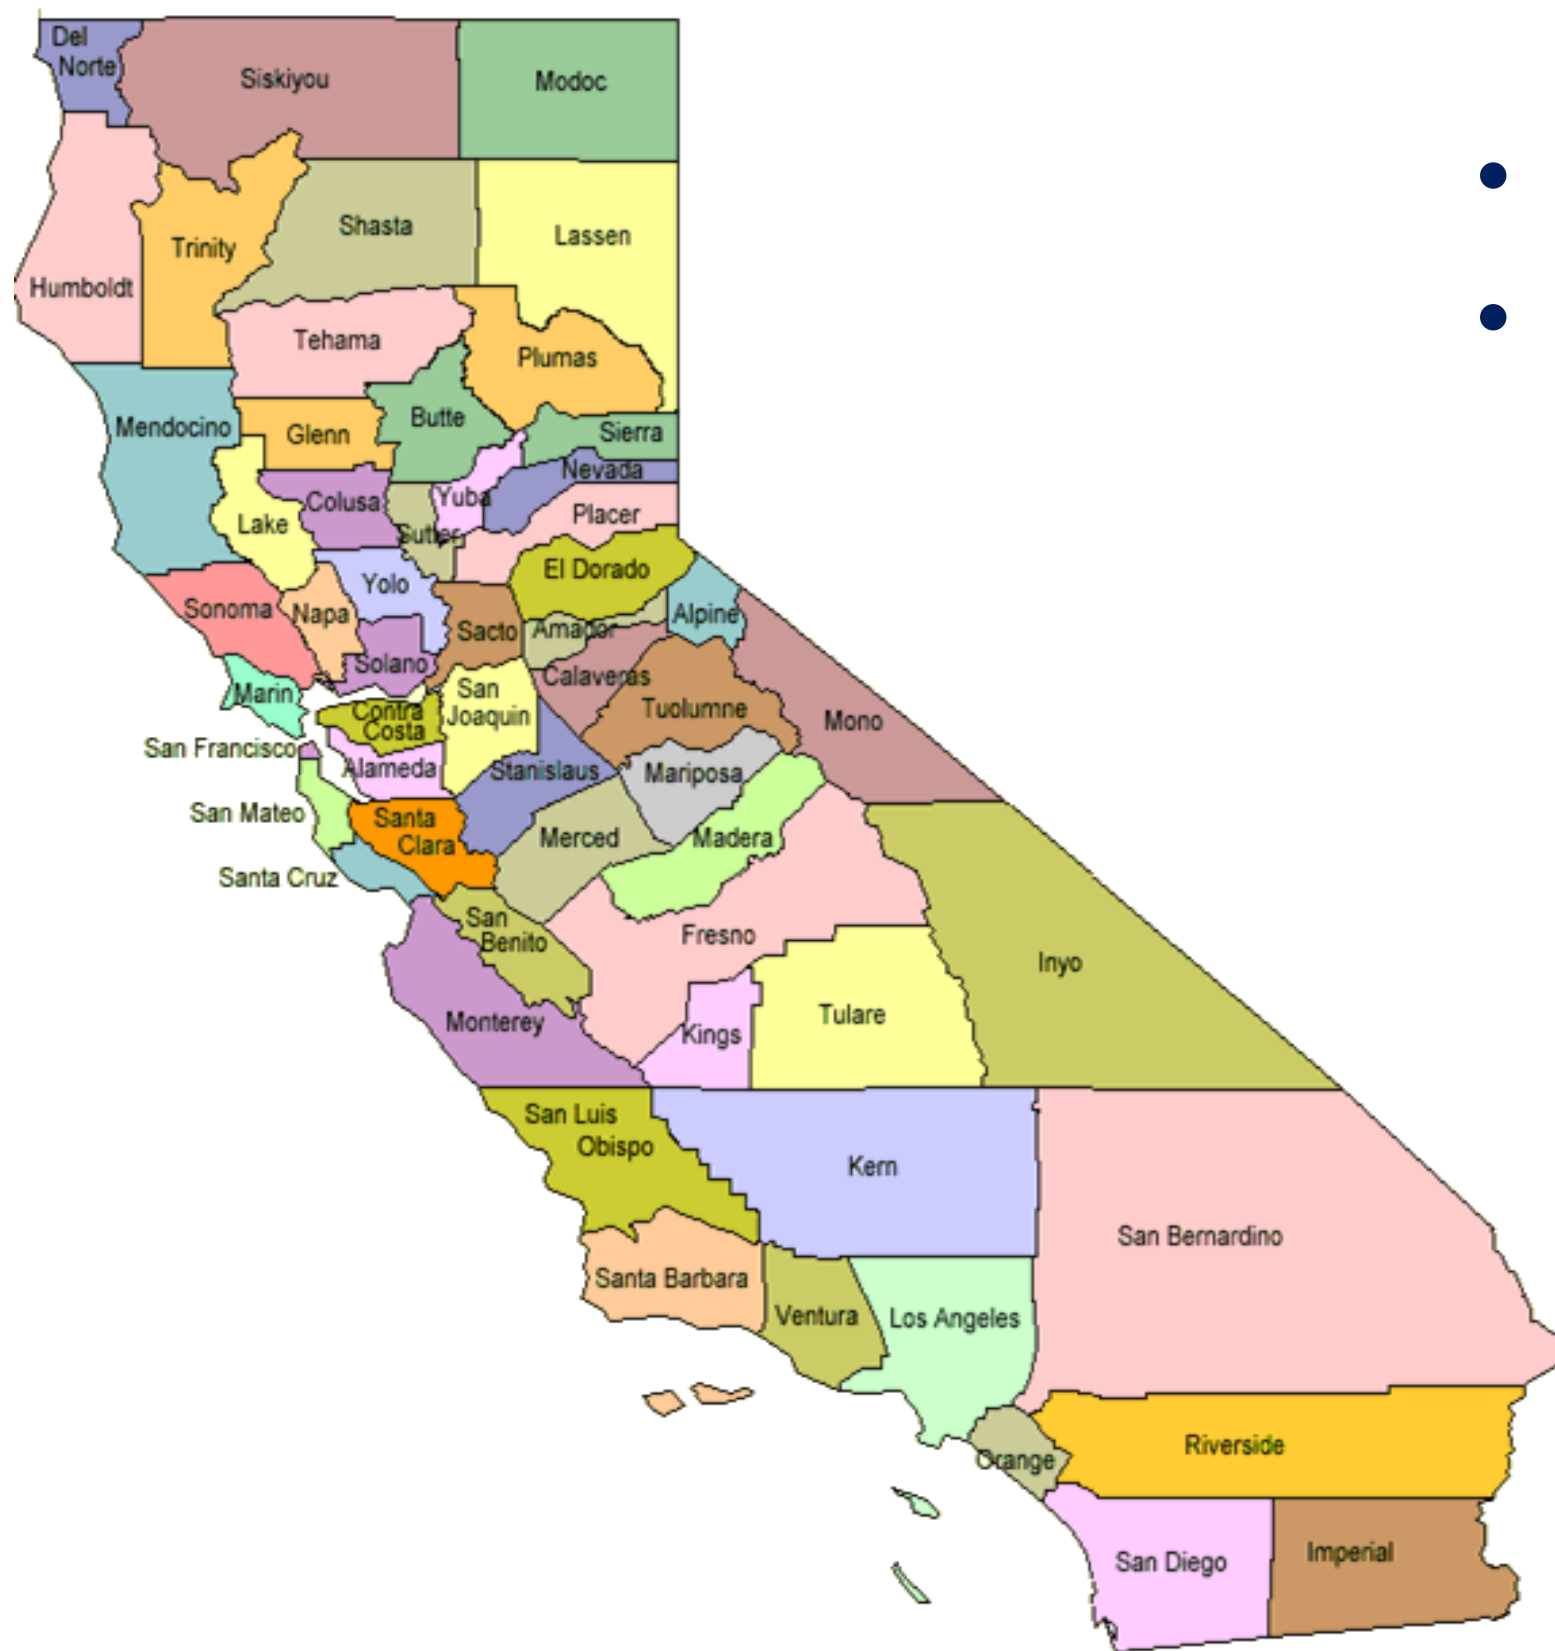 Del
Norte
Siskiyou
Modoc
Shasta
Lassen
Trinity
Humboldt
Tehama
Plumas
Butte
Mendocino
Glenn
Sierra
Nevada
Yuba
Colusa
Placer
Lake
Sutter
El Dorado
Yolo
Sonoma
Napa
Alpine
Sacto
Amador
Solano
Calaveras
San
Joaquin
Marin
Contra
Costa
Tuolumne
Mono
San Francisco
Alameda
Stanislaus
Mariposa
San Mateo
Santa
Clara
Merced
Madera
Santa Cruz
San
Benito
Fresno
Inyo
Monterey
Kings
Tulare
San Luis
Obispo
Kern
San Bernardino
Santa Barbara
Ventura
Los Angeles
Riverside
Orange
San Diego
Imperial